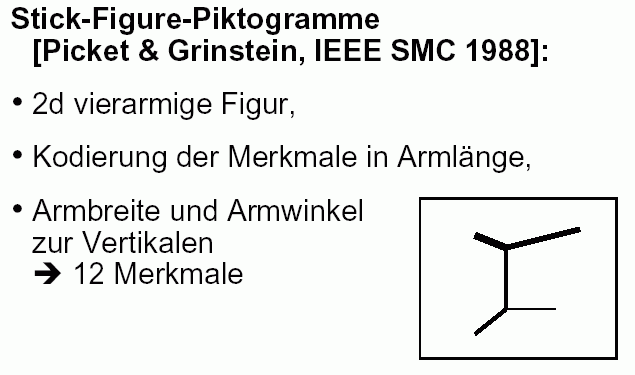 Stick-Figure-Piktogramme
[Picket & Grinstein, IEEE SMC 1988]:
• 2d vierarmige Figur,
• Kodierung der Merkmale in Armlänge,
• Armbreite und Armwinkel
zur Vertikalen
➔ 12 Merkmale